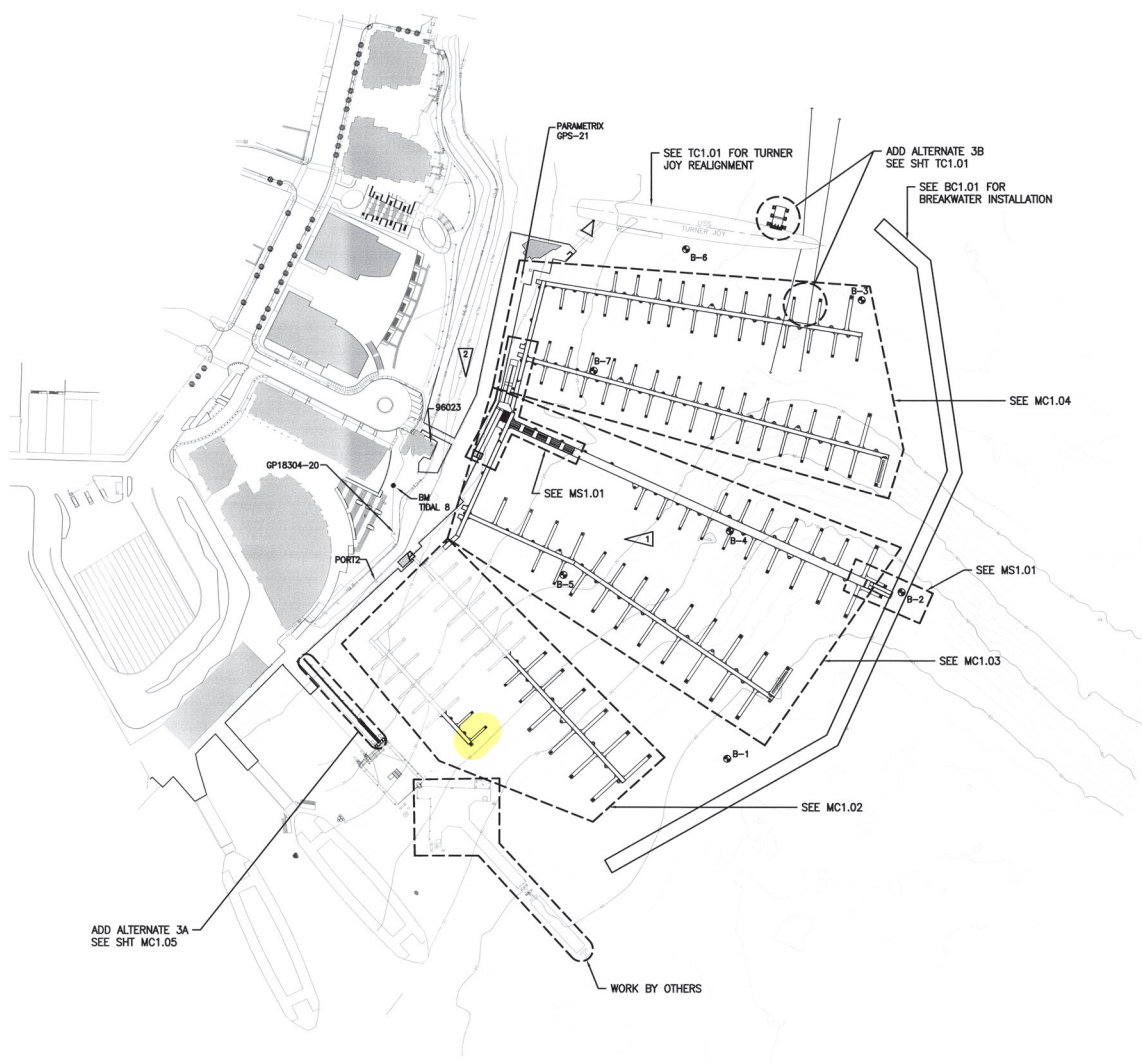 PARAMETRIX
GPS-21
SEE TC1.01 FOR TURNER
JOY REALIGNMENT
ADD ALTERNATE 3B
SEE SHT TC1.01
SEE BC1.01 FOR
BREAKWATER INSTALLATION
USS
TURNER JOY
B-6
B-3
2
B-7
SEE MC1.04
96023
GP18304-20
BM
TIDAL 8
SEE MS1.01
PORT2
1
B-4
B-5
SEE MS1.01
B-2
SEE MC1.03
B-1
SEE MC1.02
ADD ALTERNATE 3A
SEE SHT MC1.05
WORK BY OTHERS